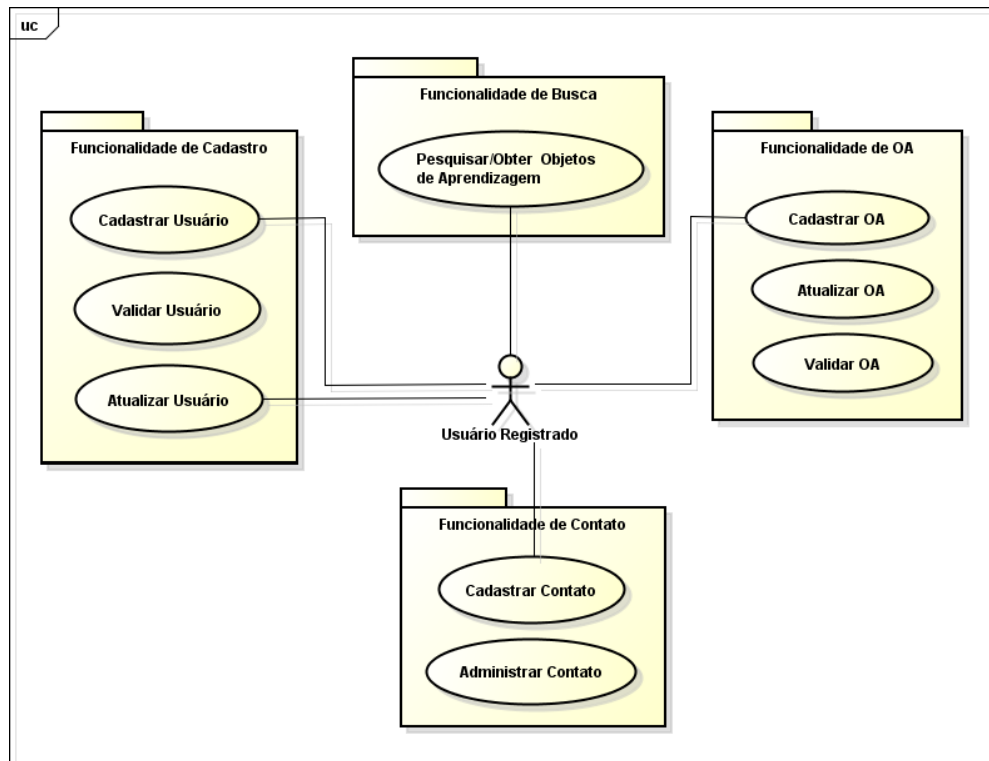 uc
Funcionalidade de Busca
Pesquisar/Obter Objetos
de Aprendizagem
Funcionalidade de Cadastro
Cadastrar Usuário
Validar Usuário
Atualizar Usuário
Funcionalidade de OA
Cadastrar OA
Atualizar OA
Validar OA
Usuário Registrado
Funcionalidade de Contato
Cadastrar Contato
Administrar Contato